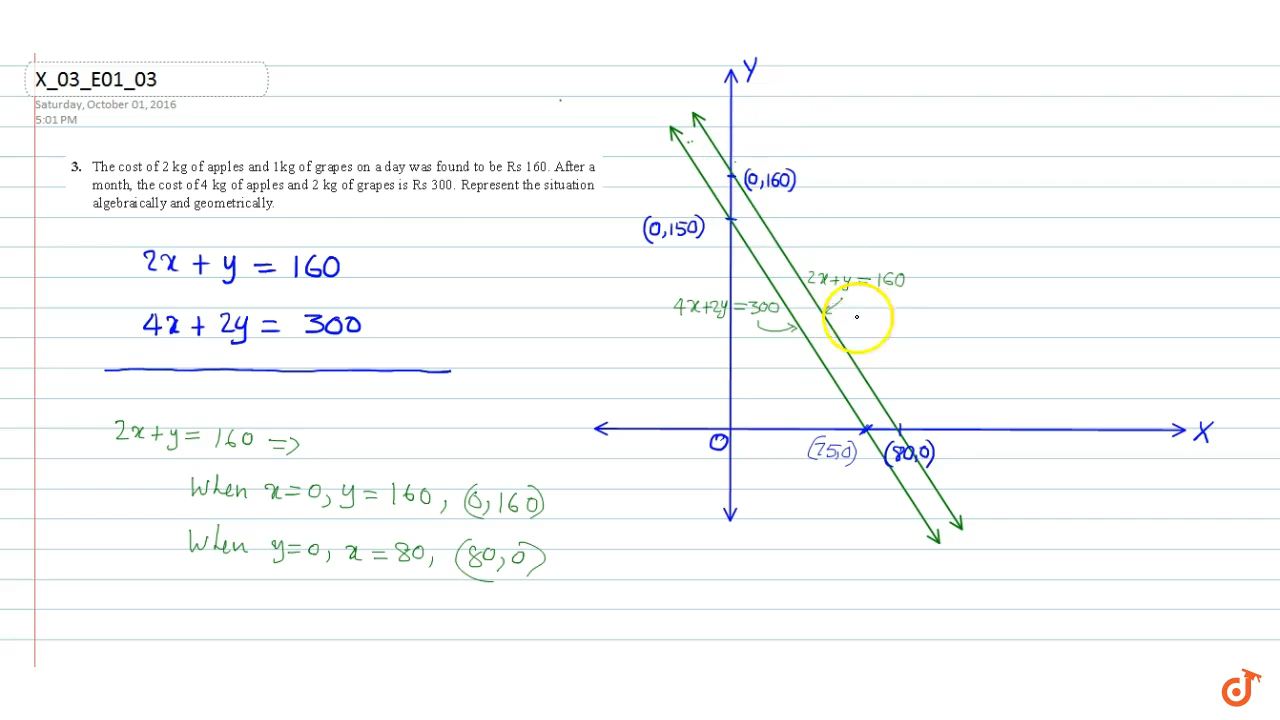 X_03_E01_03
Saturday, October 01, 2016
5:01 PM
3. The cost of 2 kg of apples and 1kg of grapes on a day was found to be Rs 160. After a
month, the cost of 4 kg of apples and 2 kg of grapes is Rs 300. Represent the situation
algebraically and geometrically.
2x + y = 160
4x + 2y = 300
2x + y = 160 =>
When x=0, y = 160, (0,160)
When y=0, x = 80, (80,0)
Y
(0,160)
(0,150)
2x+y=160
4x+2y=300
O
(75,0)
(80,0)
X